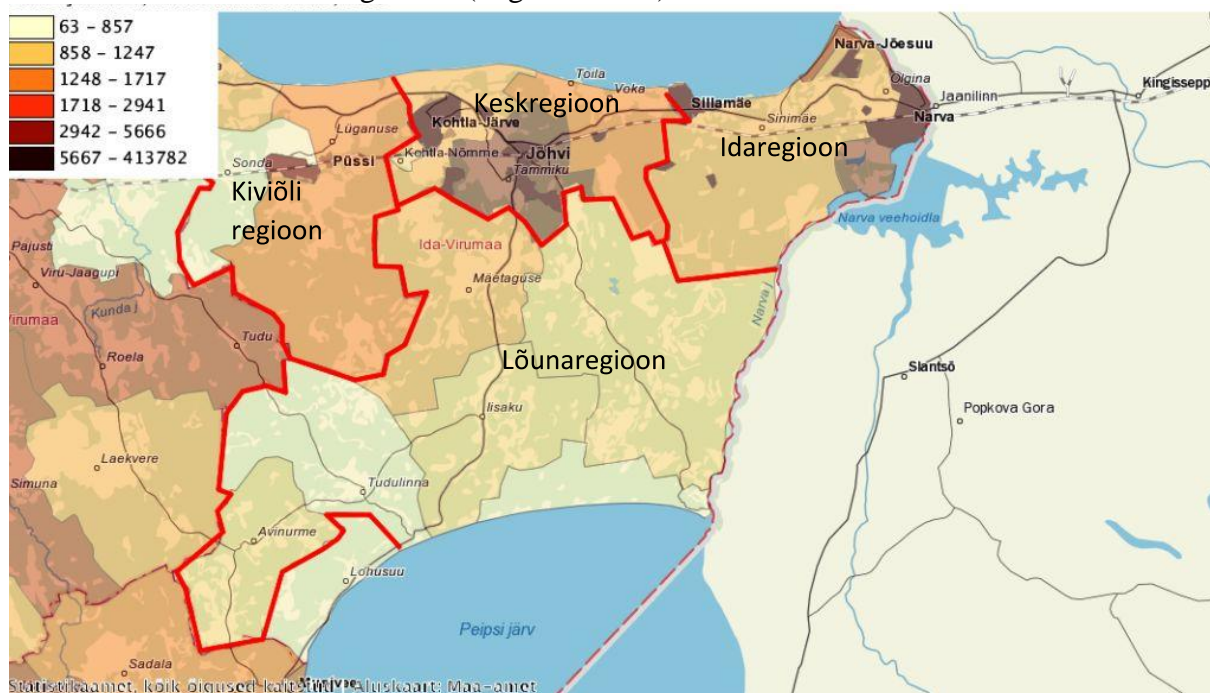 63 – 857
858 – 1247
1248 – 1717
1718 – 2941
2942 – 5666
5667 – 413782
Narva-Jõesuu
Toila
Voka
Olgina
Kingissepp
Keskregioon
Sillamäe
Jaanilinn
Kohtla-Järve
Narva
Lüganuse
Sinimäe
Idaregioon
Püssi
Kohtla-Nõmme
Jõhvi
Sonda
Tammiku
Kiviõli
regioon
Narva veehoidla
Pajusti
Ida-Virumaa
Viru-Jaagupi
Mäetaguse
Kunda j
Narva j
Virumaa
Tudu
Roela
Lõunaregioon
Slantsõ
Iisaku
Popkova Gora
Laekvere
Simuna
Tudulinna
Avinurme
Lohusuu
Peipsi järv
Sadala
Statistikaamet, kõik õigused kaitstud Aluskaart: Maa-amet